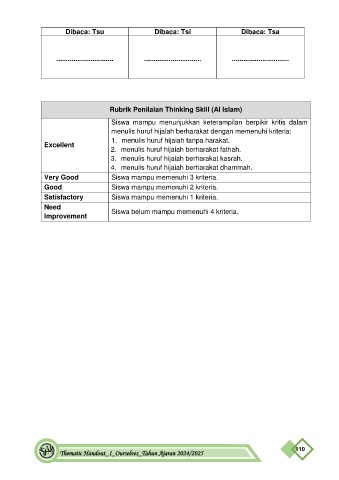 Dibaca: Tsu Dibaca: Tsi Dibaca: Tsa
............................ ............................ ............................
Rubrik Penilaian Thinking Skill (Al Islam)
Excellent Siswa mampu menunjukkan keterampilan berpikir kritis dalam
menulis huruf hijaiah berharakat dengan memenuhi kriteria:
1. menulis huruf hijaiah tanpa harakat.
2. menulis huruf hijaiah berharakat fathah.
3. menulis huruf hijaiah berharakat kasrah.
4. menulis huruf hijaiah berharakat dhammah.
Very Good Siswa mampu memenuhi 3 kriteria.
Good Siswa mampu memenuhi 2 kriteria.
Satisfactory Siswa mampu memenuhi 1 kriteria.
Need
Improvement Siswa belum mampu memenuhi 4 kriteria.
Thematic Handout_1_Ourselves_Tahun Ajaran 2024/2025
110